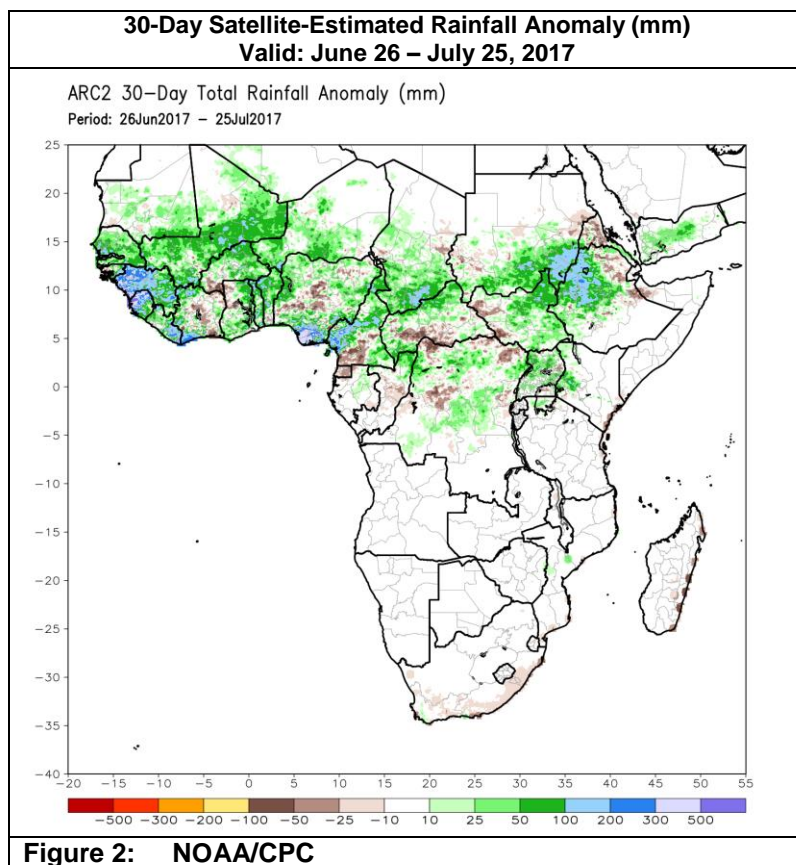 30-Day Satellite-Estimated Rainfall Anomaly (mm)
Valid: June 26 – July 25, 2017
ARC2 30-Day Total Rainfall Anomaly (mm)
Period: 26Jun2017 – 25Jul2017
25
20
15
10
5
0
-5
-10
-15
-20
-25
-30
-35
-40
-20 -15 -10 -5 0 5 10 15 20 25 30 35 40 45 50 55
-500 -300 -200 -100 -50 -25 -10 10 25 50 100 200 300 500
Figure 2: NOAA/CPC